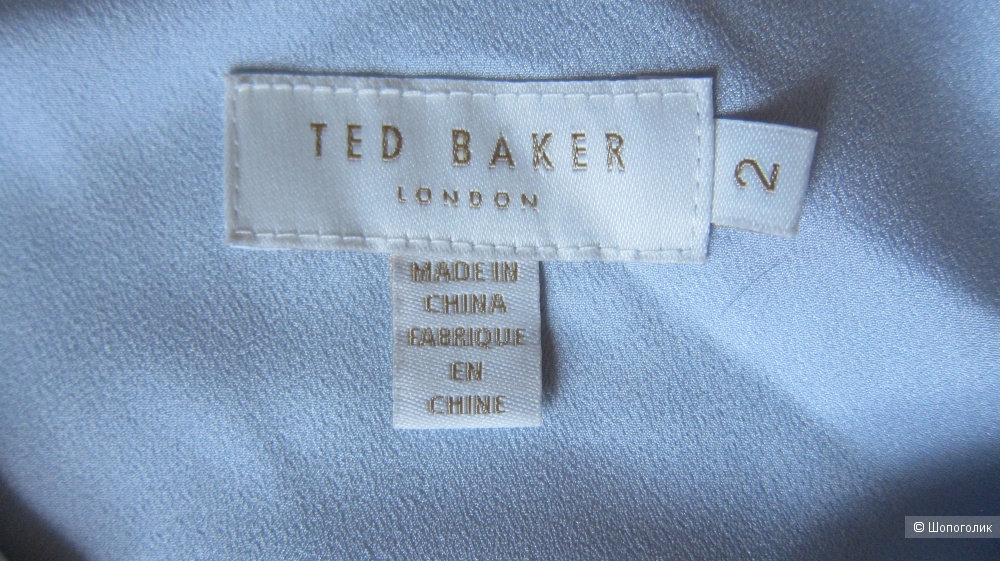 TED BAKER
LONDON
2
MADE IN
CHINA
FABRIQUE
EN
CHINE
© Шопоголик